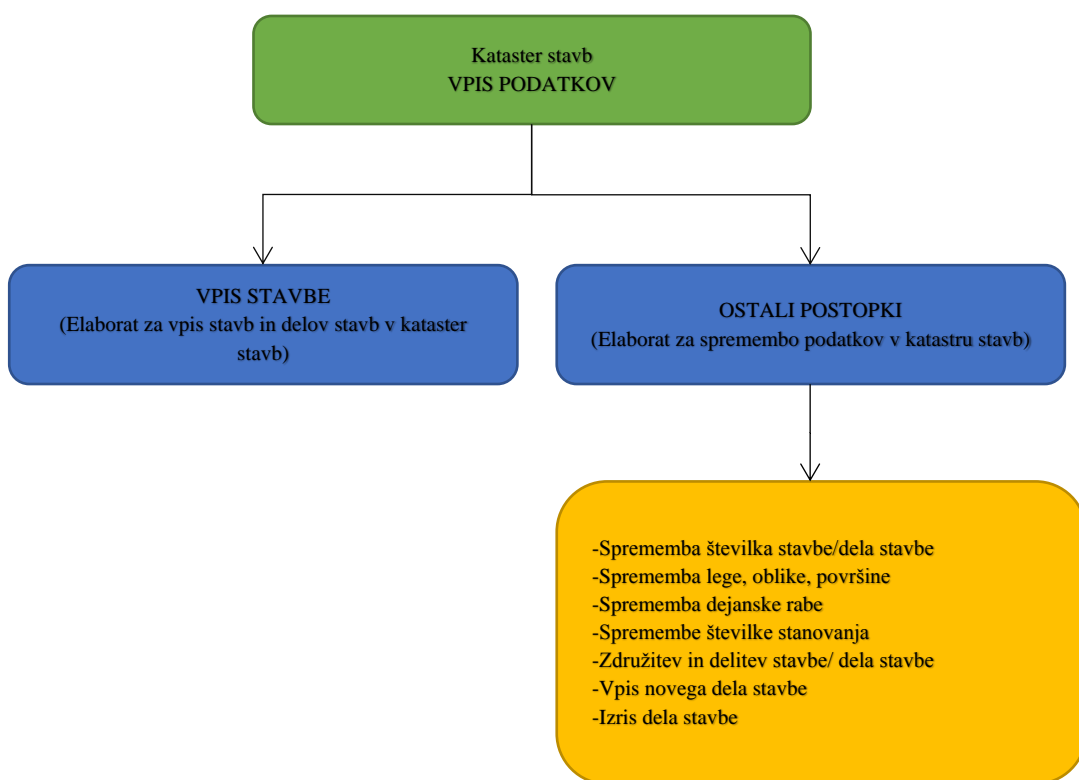 Kataster stavb
VPIS PODATKOV
VPIS STAVBE
(Elaborat za vpis stavb in delov stavb v kataster
stavb)
OSTALI POSTOPKI
(Elaborat za spremembo podatkov v katastru stavb)
-Sprememba številka stavbe/dela stavbe
-Sprememba lege, oblike, površine
-Sprememba dejanske rabe
-Spremembe številke stanovanja
-Združitev in delitev stavbe/ dela stavbe
-Vpis novega dela stavbe
-Izris dela stavbe